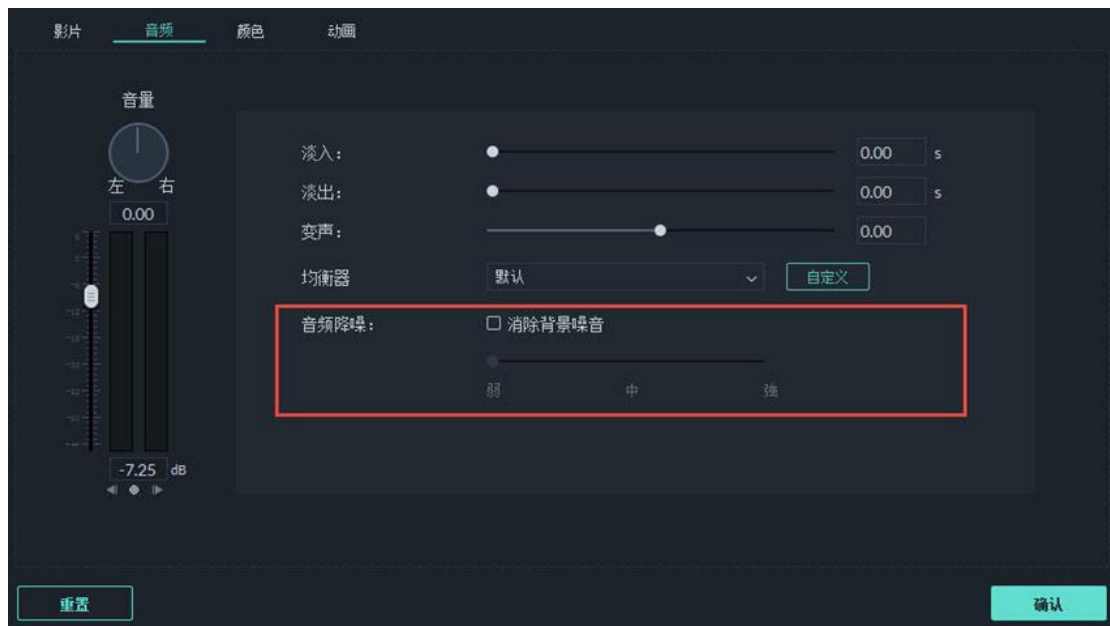 影片 音频 颜色 动画
音量
左 右
0.00
淡入： 0.00 s
淡出： 0.00 s
变声： 0.00
均衡器 默认 自定义
音频降噪： 消除背景噪音
弱 中 強
-7.25 dB
重置 确认